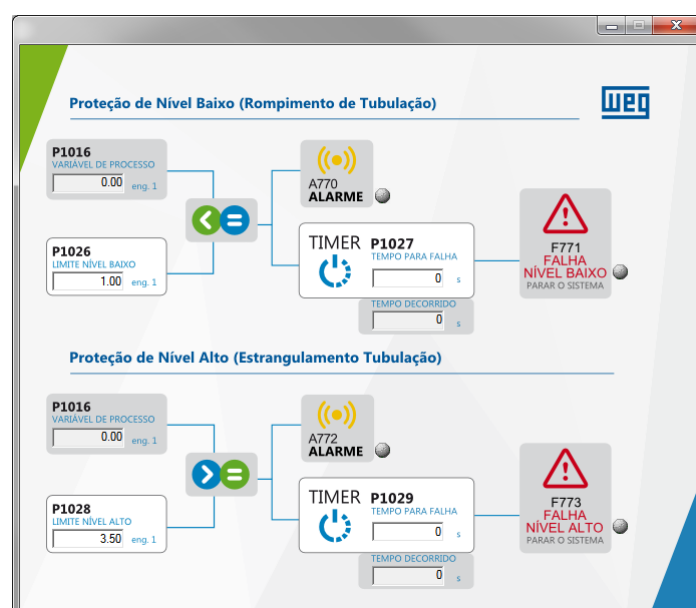 Proteção de Nível Baixo (Rompimento de Tubulação)
WEG
P1016
VARIÁVEL DE PROCESSO
0.00 eng. 1
A770
ALARME
P1026
LIMITE NÍVEL BAIXO
1.00 eng. 1
TIMER P1027
TEMPO PARA FALHA
0 s
TEMPO DECORRIDO
0 s
F771
FALHA
NÍVEL BAIXO
PARAR O SISTEMA
Proteção de Nível Alto (Estrangulamento Tubulação)
P1016
VARIÁVEL DE PROCESSO
0.00 eng. 1
A772
ALARME
P1028
LIMITE NÍVEL ALTO
3.50 eng. 1
TIMER P1029
TEMPO PARA FALHA
0 s
TEMPO DECORRIDO
0 s
F773
FALHA
NÍVEL ALTO
PARAR O SISTEMA